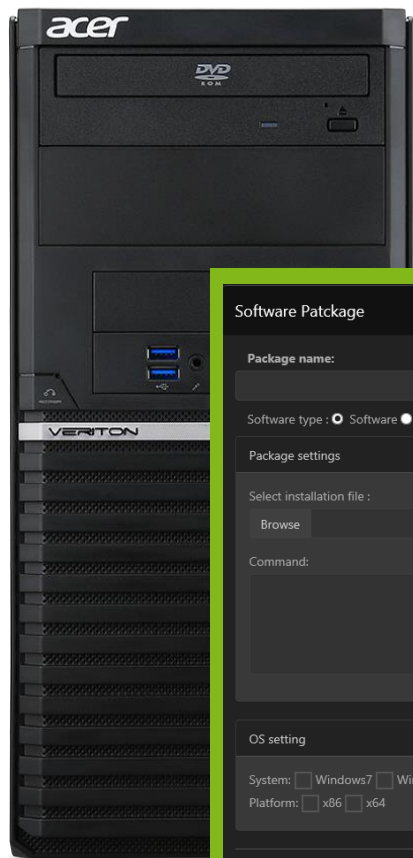 acer
DVD
ROM
Software Patckage
Package name:
Software type : Software
Package settings
Select installation file :
Browse
Command:
VERITON
OS setting
System: Windows7
Platform: x86 x64